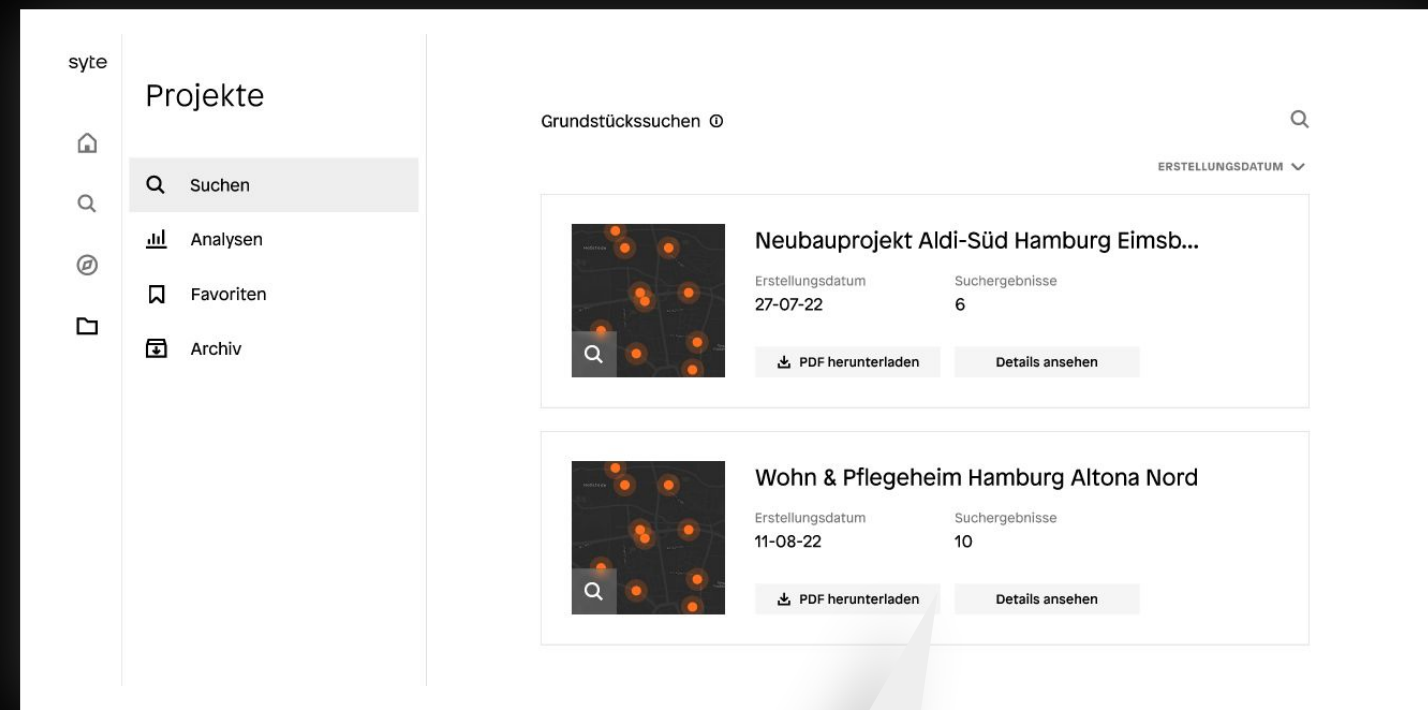 syte
Projekte
Suchen
Analysen
Favoriten
Archiv
Grundstückssuchen
ERSTELLUNGSDATUM
Neubauprojekt Aldi-Süd Hamburg Eimsb...
Erstellungsdatum Suchergebnisse
27-07-22 6
PDF herunterladen Details ansehen
Wohn & Pflegeheim Hamburg Altona Nord
Erstellungsdatum Suchergebnisse
11-08-22 10
PDF herunterladen Details ansehen